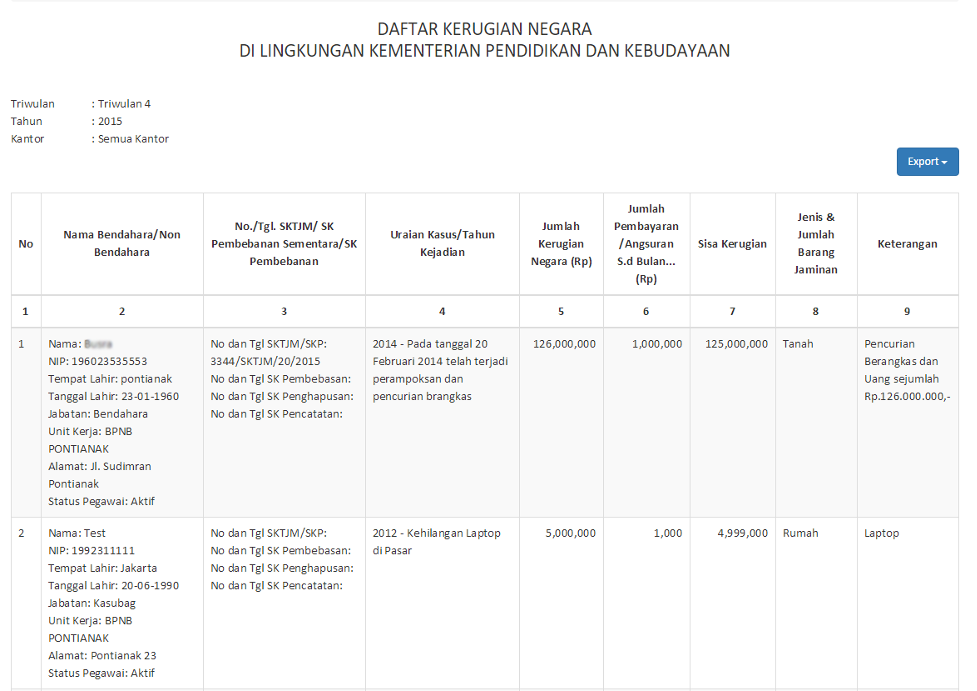 DAFTAR KERUGIAN NEGARA
DI LINGKUNGAN KEMENTERIAN PENDIDIKAN DAN KEBUDAYAAN
Triwulan : Triwulan 4
Tahun : 2015
Kantor : Semua Kantor
Export
No
Nama Bendahara/Non
Bendahara
No./Tgl. SKTJM/ SK
Pembebanan Sementara/SK
Pembebanan
Uraian Kasus/Tahun
Kejadian
Jumlah
Kerugian
Negara (Rp)
Jumlah
Pembayaran
/Angsuran
S.d Bulan...
(Rp)
Sisa Kerugian
Jenis &
Jumlah
Barang
Jaminan
Keterangan
1 2 3 4 5 6 7 8 9
1
Nama:
NIP: 196023535553
Tempat Lahir: pontianak
Tanggal Lahir: 23-01-1960
Jabatan: Bendahara
Unit Kerja: BPNB
PONTIANAK
Alamat: Jl. Sudimran
Pontianak
Status Pegawai: Aktif
No dan Tgl SKTJM/SKP:
3344/SKTJM/20/2015
No dan Tgl SK Pembebasan:
No dan Tgl SK Penghapusan:
No dan Tgl SK Pencatatan:
2014 - Pada tanggal 20
Februari 2014 telah terjadi
perampoksan dan
pencurian brangkas
126,000,000
1,000,000
125,000,000
Tanah
Pencurian
Berangkas dan
Uang sejumlah
Rp.126.000.000,-
2
Nama: Test
NIP: 1992311111
Tempat Lahir: Jakarta
Tanggal Lahir: 20-06-1990
Jabatan: Kasubag
Unit Kerja: BPNB
PONTIANAK
Alamat: Pontianak 23
Status Pegawai: Aktif
No dan Tgl SKTJM/SKP:
No dan Tgl SK Pembebasan:
No dan Tgl SK Penghapusan:
No dan Tgl SK Pencatatan:
2012 - Kehilangan Laptop
di Pasar
5,000,000
1,000
4,999,000
Rumah
Laptop